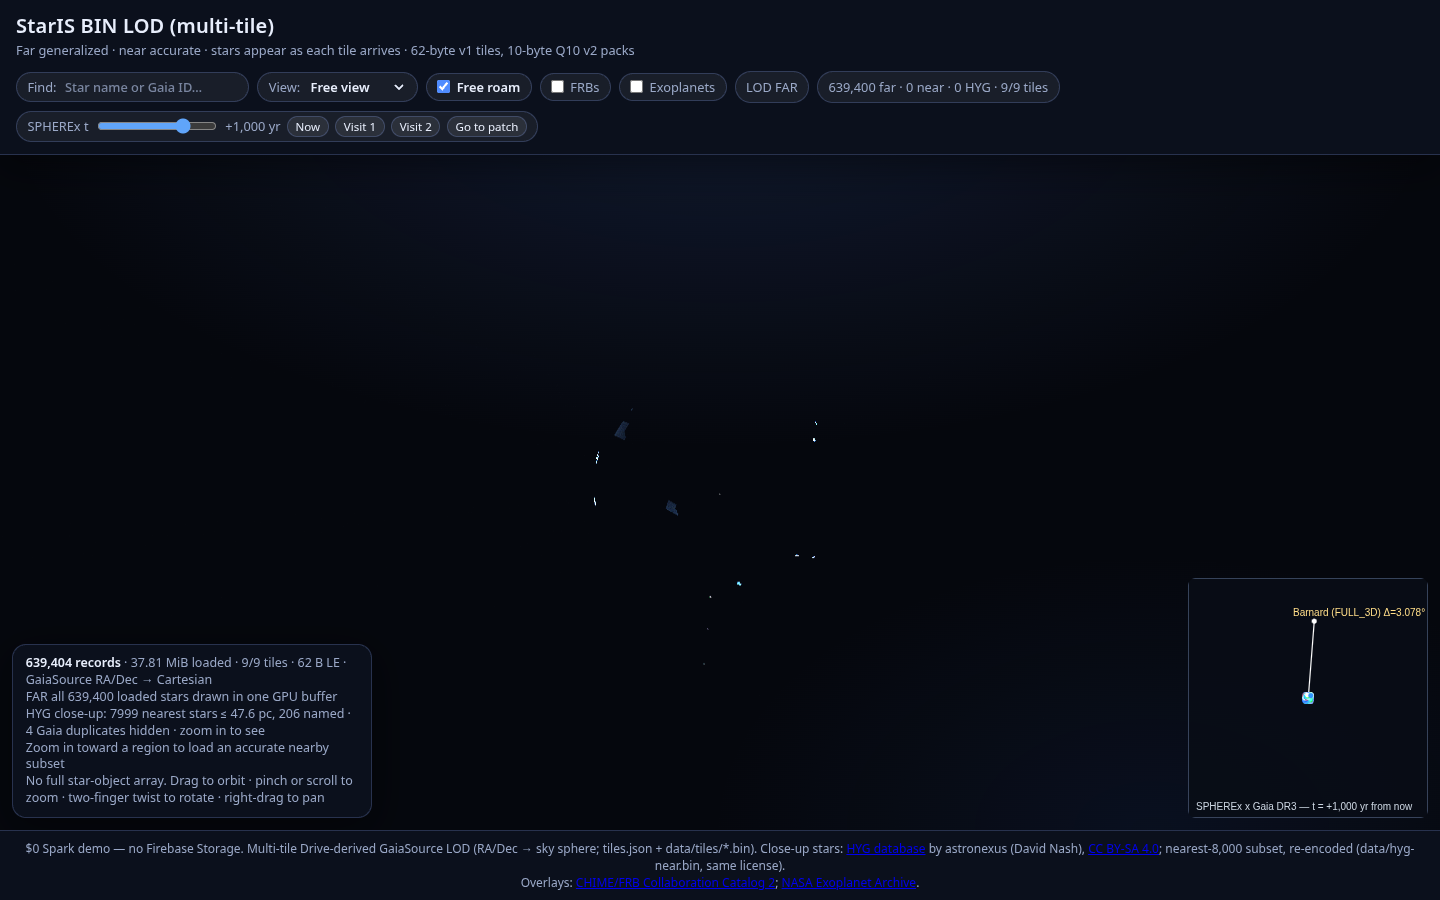 StarIS BIN LOD (multi-tile)
Far generalized · near accurate · stars appear as each tile arrives · 62-byte v1 tiles, 10-byte Q10 v2 packs
Find: Star name or Gaia ID... View: Free view Free roam FRBs Exoplanets LOD FAR 639,400 far · 0 near · 0 HYG · 9/9 tiles
SPHEREx t +1,000 yr Now Visit 1 Visit 2 Go to patch
Barnard (FULL_3D) Δ=3.078°
SPHEREx x Gaia DR3 — t = +1,000 yr from now
639,404 records · 37.81 MiB loaded · 9/9 tiles · 62 B LE ·
GaiaSource RA/Dec → Cartesian
FAR all 639,400 loaded stars drawn in one GPU buffer
HYG close-up: 7999 nearest stars ≤ 47.6 pc, 206 named ·
4 Gaia duplicates hidden · zoom in to see
Zoom in toward a region to load an accurate nearby
subset
No full star-object array. Drag to orbit · pinch or scroll to
zoom · two-finger twist to rotate · right-drag to pan
$0 Spark demo — no Firebase Storage. Multi-tile Drive-derived GaiaSource LOD (RA/Dec → sky sphere; tiles.json + data/tiles/*.bin). Close-up stars: HYG database by astronexus (David Nash), CC BY-SA 4.0; nearest-8,000 subset, re-encoded (data/hyg-
near.bin, same license).
Overlays: CHIME/FRB Collaboration Catalog 2; NASA Exoplanet Archive.